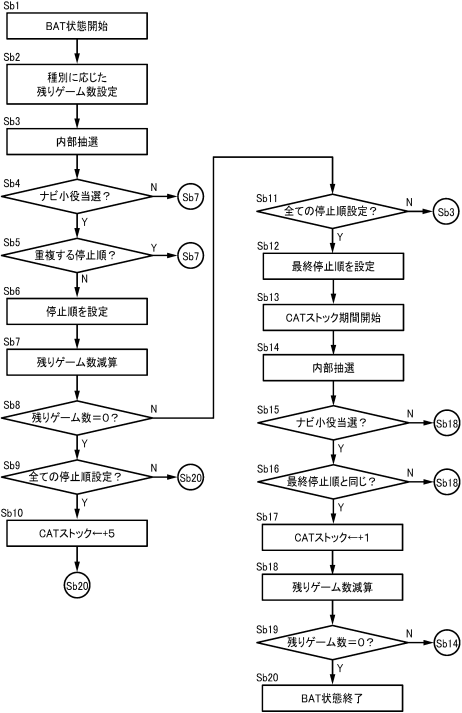 Sb1
BAT状態開始
Sb2
種別に応じた
残りゲーム数設定
Sb3
内部抽選
Sb4
ナビ小役当選？
N
Sb7
Y
Sb5
重複する停止順？
Y
Sb7
N
Sb6
停止順を設定
Sb7
残りゲーム数減算
Sb8
残りゲーム数=0？
N
Y
Sb9
全ての停止順設定？
N
Sb20
Y
Sb10
CATストック←+5
Sb20
Sb11
全ての停止順設定？
N
Sb3
Y
Sb12
最終停止順を設定
Sb13
CATストック期間開始
Sb14
内部抽選
Sb15
ナビ小役当選？
N
Sb18
Y
Sb16
最終停止順と同じ？
N
Sb18
Y
Sb17
CATストック←+1
Sb18
残りゲーム数減算
Sb19
残りゲーム数=0？
N
Sb14
Y
Sb20
BAT状態終了